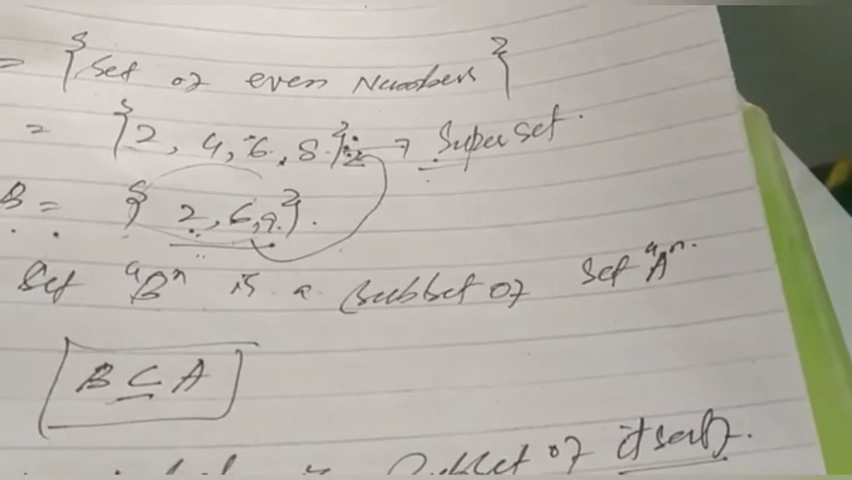 = {Set of even Numbers}
= {2, 4, 6, 8} → Superset.
B = { 2, 6, 9}.
Set "B" is a subset of Set "A".
B ⊆ A
Subset of itself.